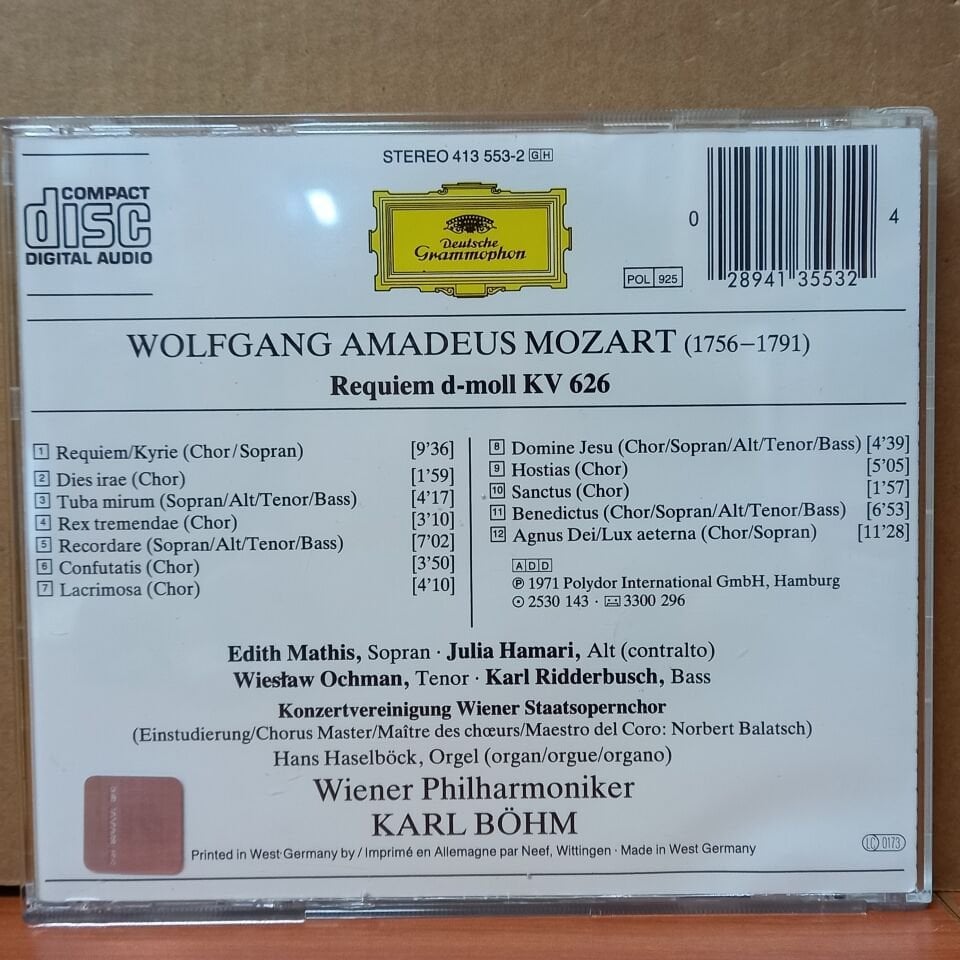 STEREO 413 553-2 GH
COMPACT
disc
DIGITAL AUDIO
Deutsche
Grammophon
POL 925
0 28941 35532 4
WOLFGANG AMADEUS MOZART (1756–1791)
Requiem d-moll KV 626
1 Requiem/Kyrie (Chor/Sopran) [9'36]
2 Dies irae (Chor) [1'59]
3 Tuba mirum (Sopran/Alt/Tenor/Bass) [4'17]
4 Rex tremendae (Chor) [3'10]
5 Recordare (Sopran/Alt/Tenor/Bass) [7'02]
6 Confutatis (Chor) [3'50]
7 Lacrimosa (Chor) [4'10]
8 Domine Jesu (Chor/Sopran/Alt/Tenor/Bass) [4'39]
9 Hostias (Chor) [5'05]
10 Sanctus (Chor) [1'57]
11 Benedictus (Chor/Sopran/Alt/Tenor/Bass) [6'53]
12 Agnus Dei/Lux aeterna (Chor/Sopran) [11'28]
ADD
℗ 1971 Polydor International GmbH, Hamburg
2530 143 · 3300 296
Edith Mathis, Sopran · Julia Hamari, Alt (contralto)
Wiesław Ochman, Tenor · Karl Ridderbusch, Bass
Konzertvereinigung Wiener Staatsopernchor
(Einstudierung/Chorus Master/Maître des chœurs/Maestro del Coro: Norbert Balatsch)
Hans Haselböck, Orgel (organ/orgue/organo)
Wiener Philharmoniker
KARL BÖHM
Printed in West Germany by / Imprimé en Allemagne par Neef, Wittingen · Made in West Germany
LC 0173